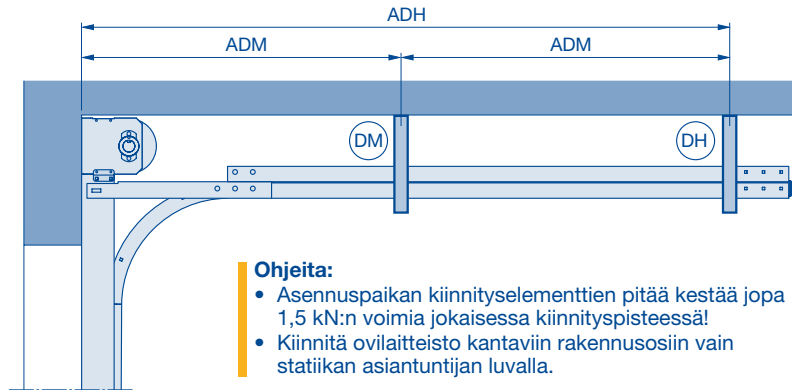 ADH
ADM
ADM
DM
DH
Ohjeita:
• Asennuspaikan kiinnityselementtien pitää kestää jopa
1,5 kN:n voimia jokaisessa kiinnityspisteessä!
• Kiinnitä ovilaitteisto kantaviin rakennusosiin vain
statiikan asiantuntijan luvalla.